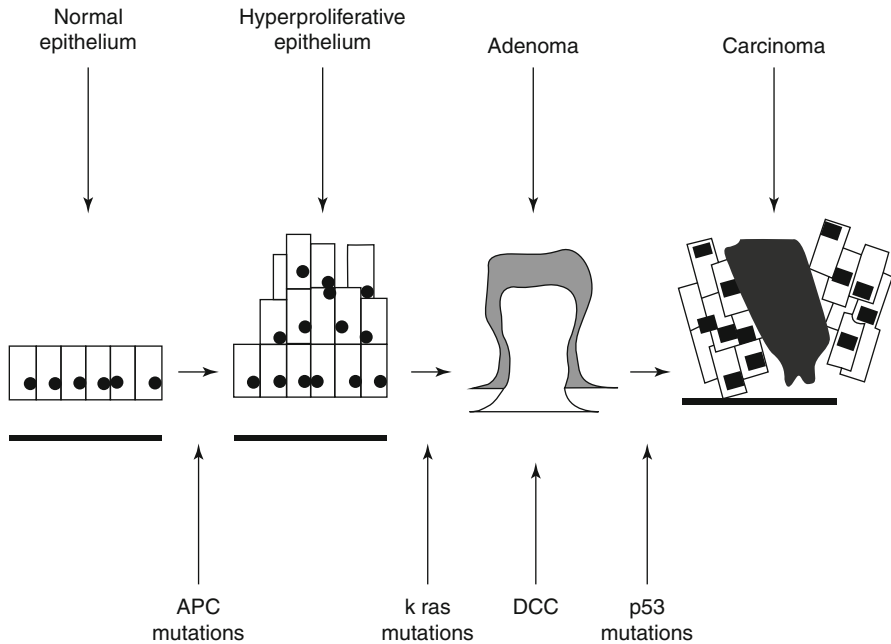 Normal
epithelium
Hyperproliferative
epithelium
Adenoma
Carcinoma
APC
mutations
k ras
mutations
DCC
p53
mutations